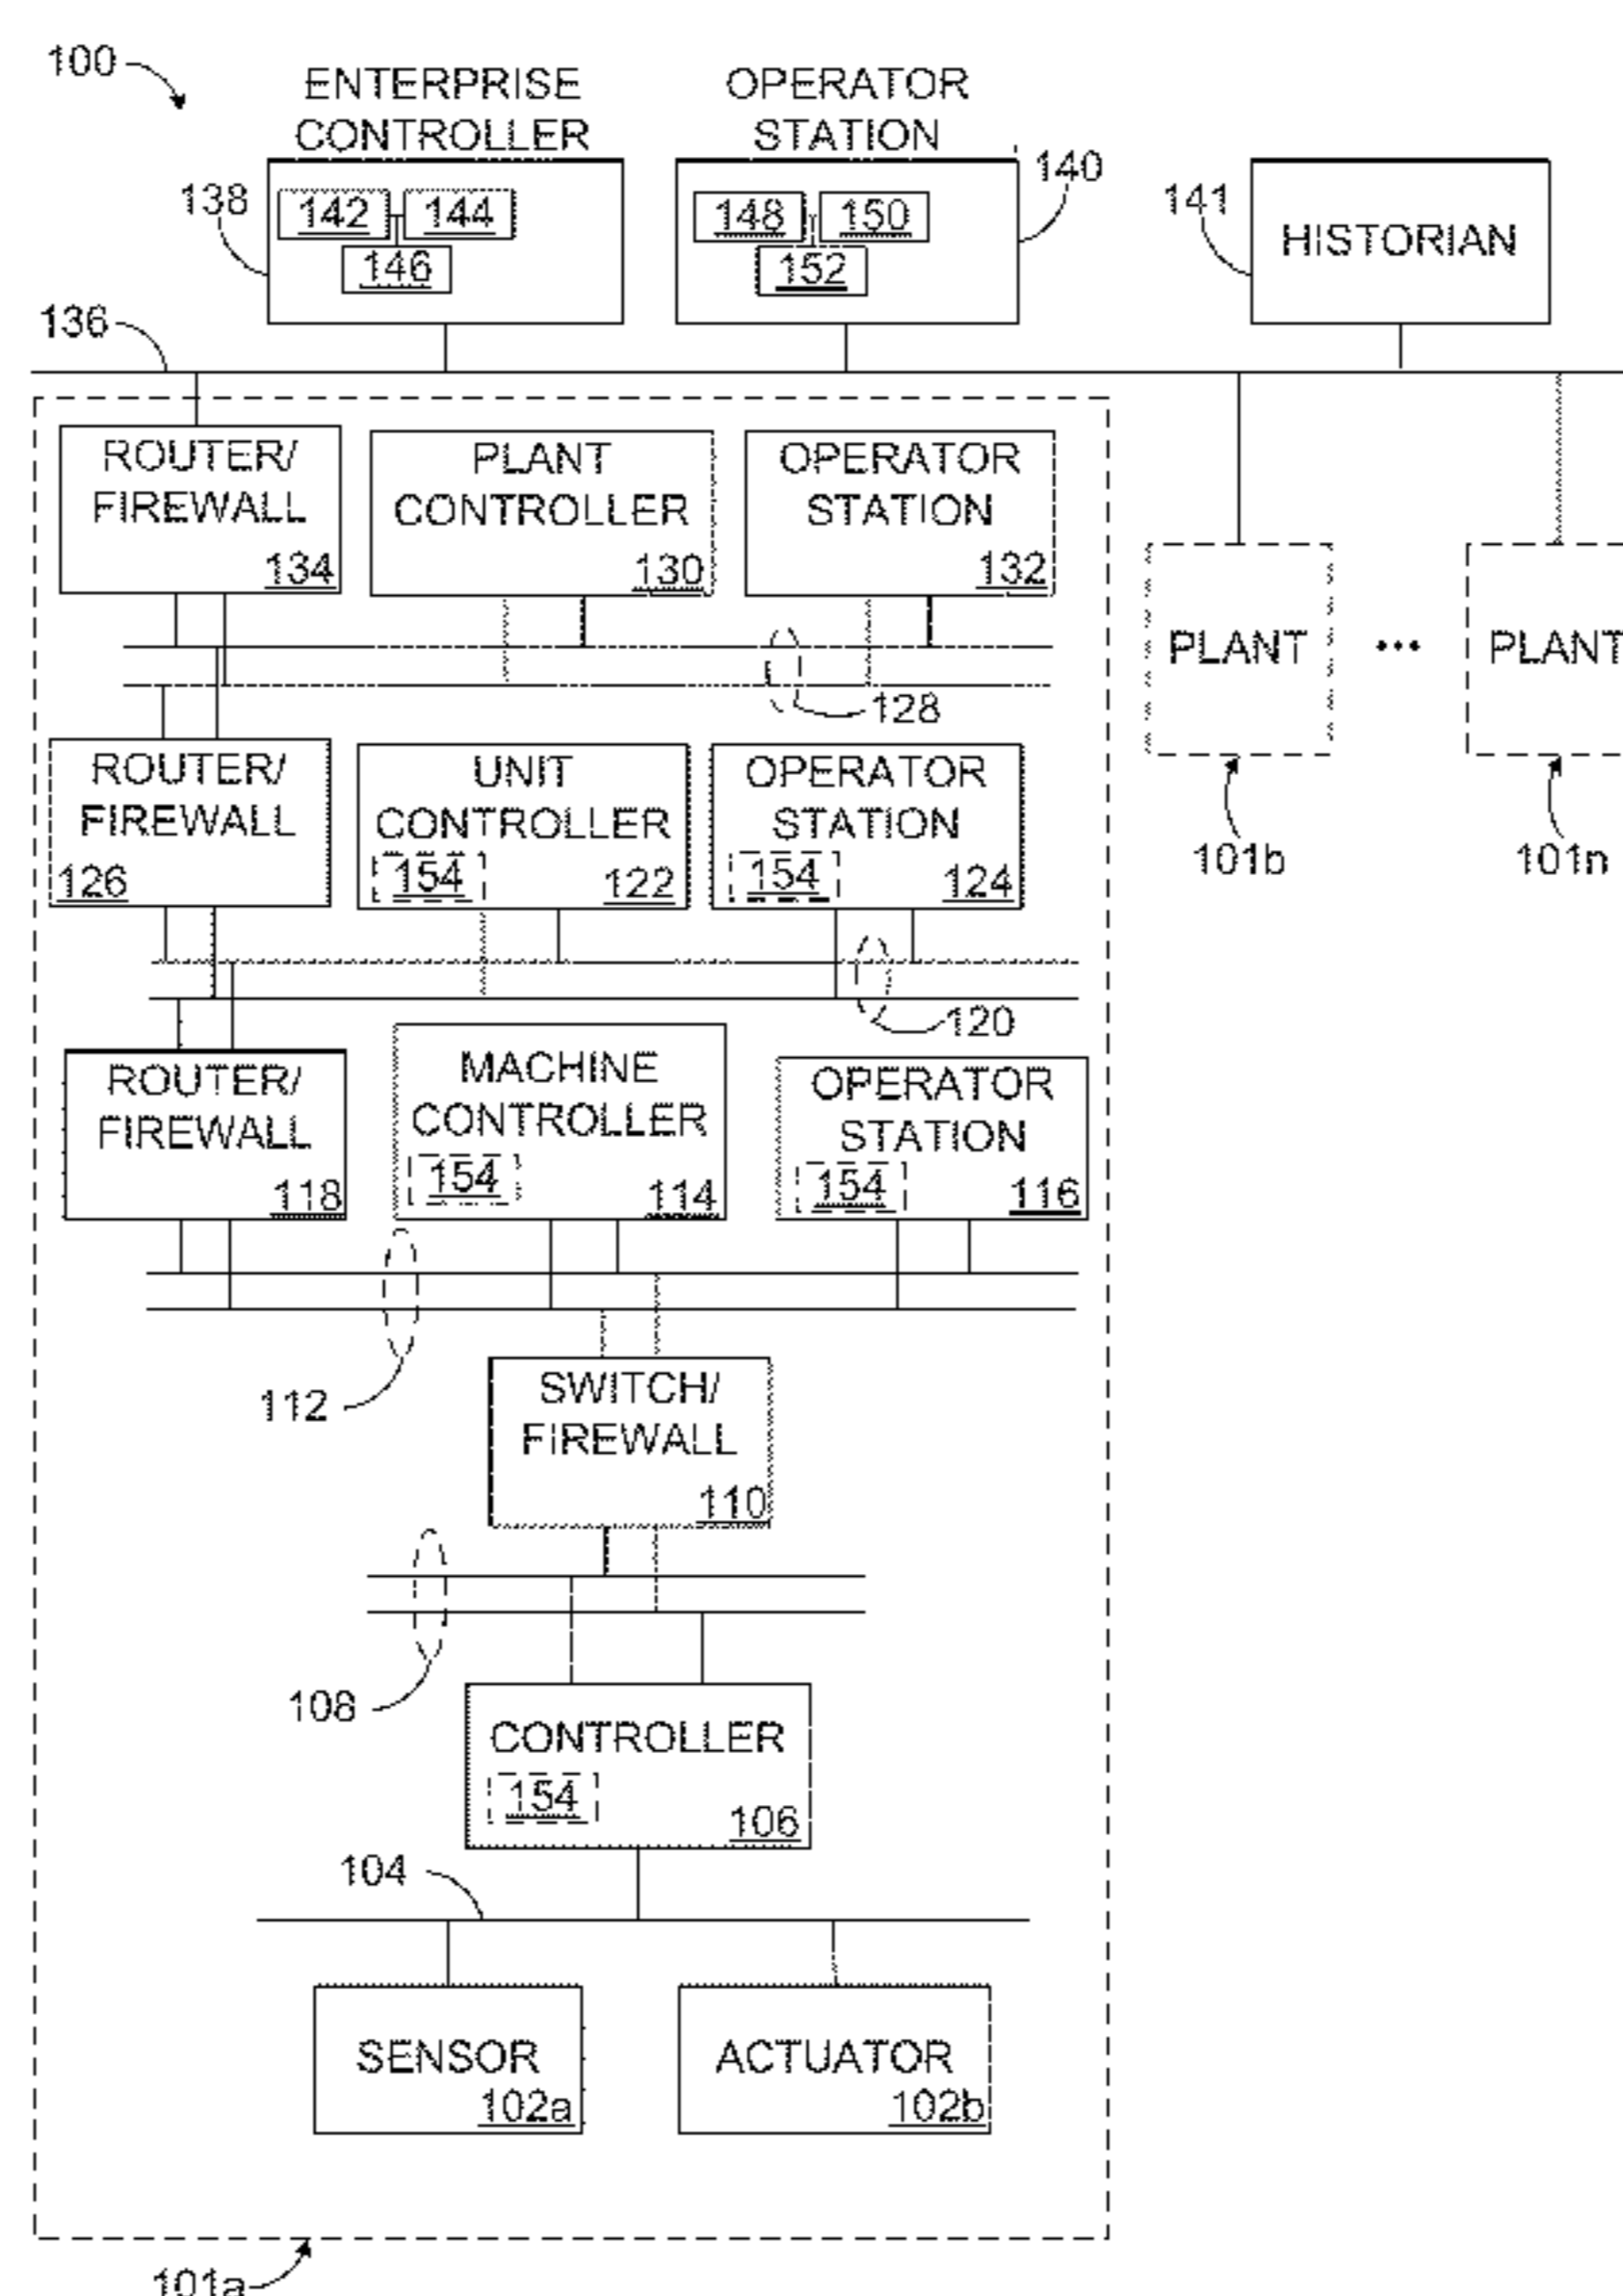 100
ENTERPRISE
CONTROLLER
OPERATOR
STATION
138
142
144
146
148
150
152
140
141
HISTORIAN
136
ROUTER/
FIREWALL
134
PLANT
CONTROLLER
130
OPERATOR
STATION
132
128
PLANT
...
PLANT
101b
101n
ROUTER/
FIREWALL
126
UNIT
CONTROLLER
154
122
OPERATOR
STATION
154
124
120
ROUTER/
FIREWALL
118
MACHINE
CONTROLLER
154
114
OPERATOR
STATION
154
116
112
SWITCH/
FIREWALL
110
108
CONTROLLER
154
106
104
SENSOR
102a
ACTUATOR
102b
101a